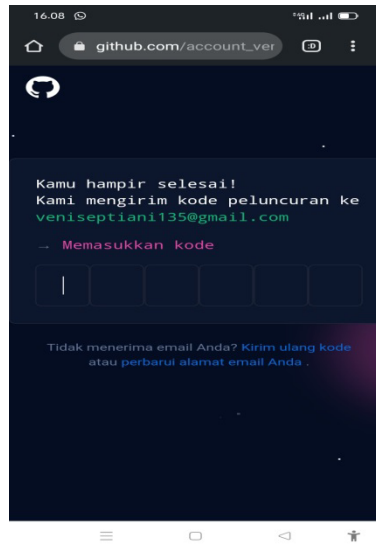 16.08
github.com/account_ver
:D
Kamu hampir selesai!
Kami mengirim kode peluncuran ke
veniseptiani135@gmail.com
→ Memasukkan kode
Tidak menerima email Anda? Kirim ulang kode
atau perbarui alamat email Anda .